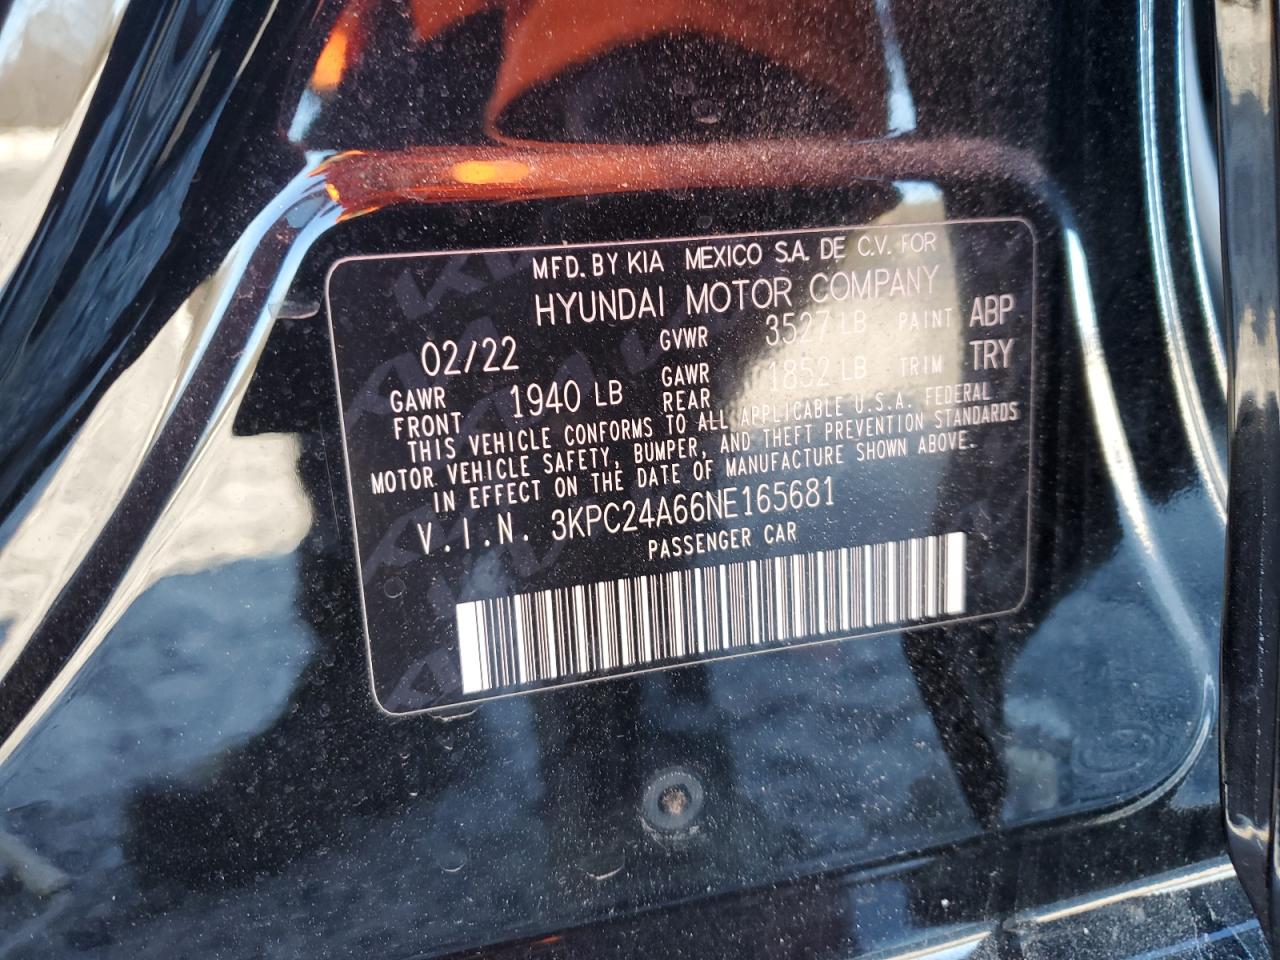 MFD. BY KIA MEXICO S.A. DE C.V. FOR
HYUNDAI MOTOR COMPANY
02/22 GVWR 3527 LB PAINT ABP
GAWR FRONT 1940 LB GAWR REAR 1852 LB TRIM TRY
THIS VEHICLE CONFORMS TO ALL APPLICABLE U.S.A. FEDERAL
MOTOR VEHICLE SAFETY, BUMPER, AND THEFT PREVENTION STANDARDS
IN EFFECT ON THE DATE OF MANUFACTURE SHOWN ABOVE.
V.I.N. 3KPC24A66NE165681
PASSENGER CAR